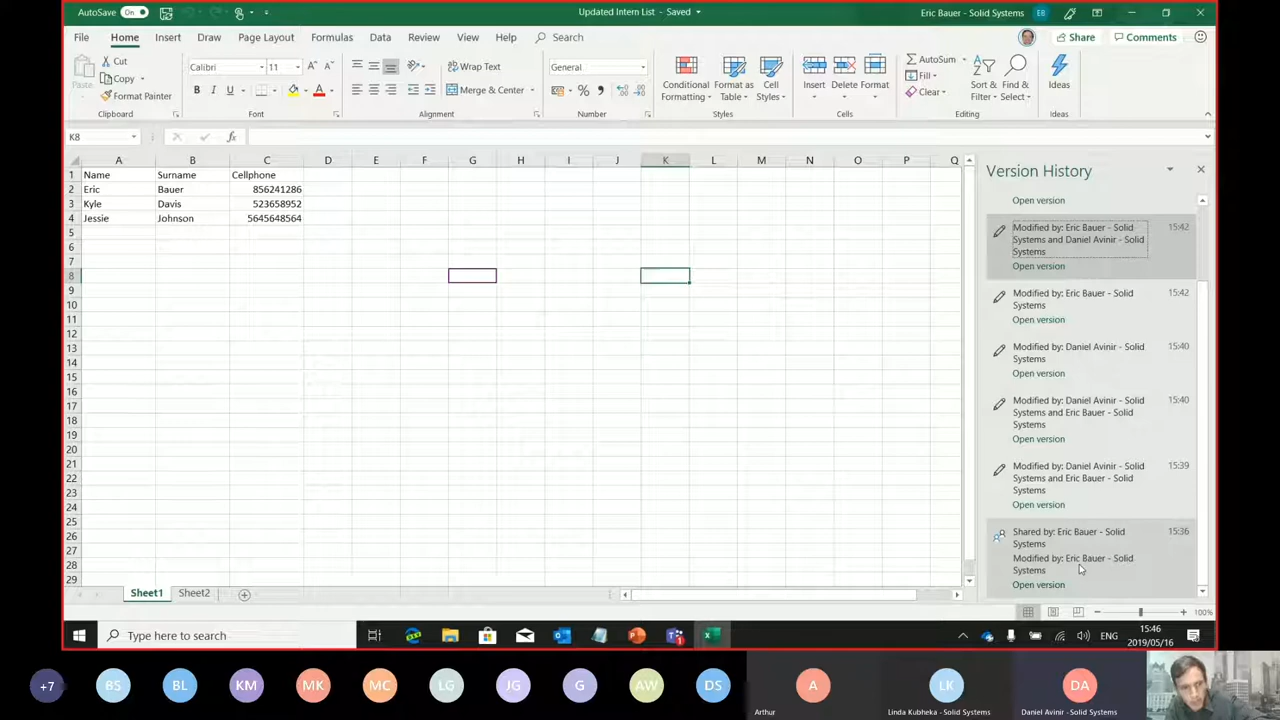 AutoSave On
Updated Intern List - Saved
Eric Bauer - Solid Systems EB
File Home Insert Draw Page Layout Formulas Data Review View Help Search
Share Comments
Cut
Copy
Format Painter
Paste
Clipboard
Calibri 11
B I U
Font
Wrap Text
Merge & Center
Alignment
General
Number
Conditional Formatting
Format as Table
Cell Styles
Styles
Insert Delete Format
Cells
AutoSum
Fill
Clear
Sort & Filter
Find & Select
Editing
Ideas
Ideas
K8
fx
A B C D E F G H I J K L M N O P Q
1 Name Surname Cellphone
2 Eric Bauer 856241286
3 Kyle Davis 523658952
4 Jessie Johnson 5645648564
5
6
7
8
9
10
11
12
13
14
15
16
17
18
19
20
21
22
23
24
25
26
27
28
29
Version History
Open version
Modified by: Eric Bauer - Solid 15:42
Systems and Daniel Avinir - Solid
Systems
Open version
Modified by: Eric Bauer - Solid 15:42
Systems
Open version
Modified by: Daniel Avinir - Solid 15:40
Systems
Open version
Modified by: Daniel Avinir - Solid 15:40
Systems and Eric Bauer - Solid
Systems
Open version
Modified by: Daniel Avinir - Solid 15:39
Systems and Eric Bauer - Solid
Systems
Open version
Shared by: Eric Bauer - Solid 15:36
Systems
Modified by: Eric Bauer - Solid
Systems
Open version
Sheet1 Sheet2
100%
Type here to search
ENG
15:46
2019/05/16
+7 BS BL KM MK MC LG JG G AW DS A LK DA
Arthur
Linda Kubheka - Solid Systems
Daniel Avinir - Solid Systems